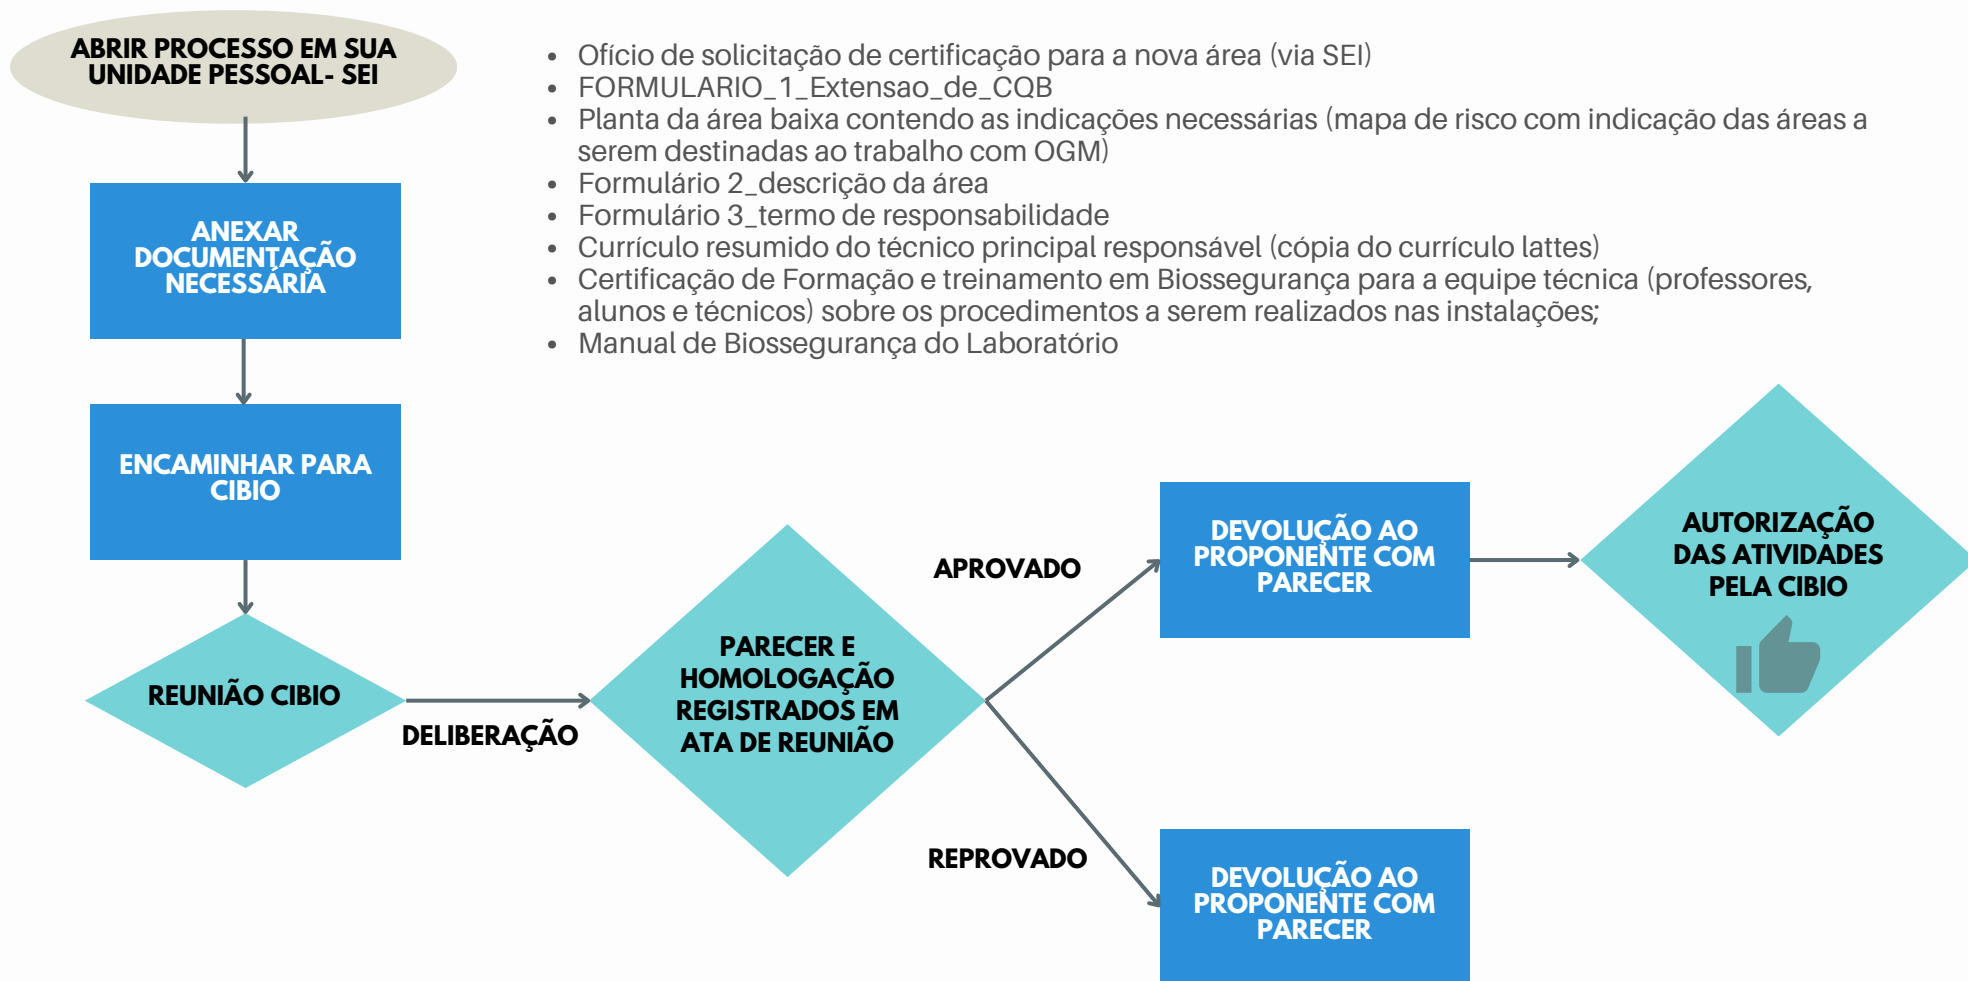 ABRIR PROCESSO EM SUA
UNIDADE PESSOAL- SEI
• Ofício de solicitação de certificação para a nova área (via SEI)
• FORMULARIO_1_Extensao_de_CQB
• Planta da área baixa contendo as indicações necessárias (mapa de risco com indicação das áreas a
serem destinadas ao trabalho com OGM)
• Formulário 2_descrição da área
• Formulário 3_termo de responsabilidade
• Currículo resumido do técnico principal responsável (cópia do currículo lattes)
• Certificação de Formação e treinamento em Biossegurança para a equipe técnica (professores,
alunos e técnicos) sobre os procedimentos a serem realizados nas instalações;
• Manual de Biossegurança do Laboratório
ANEXAR
DOCUMENTAÇÃO
NECESSÁRIA
ENCAMINHAR PARA
CIBIO
REUNIÃO CIBIO
DELIBERAÇÃO
PARECER E
HOMOLOGAÇÃO
REGISTRADOS EM
ATA DE REUNIÃO
APROVADO
DEVOLUÇÃO AO
PROPONENTE COM
PARECER
AUTORIZAÇÃO
DAS ATIVIDADES
PELA CIBIO
REPROVADO
DEVOLUÇÃO AO
PROPONENTE COM
PARECER